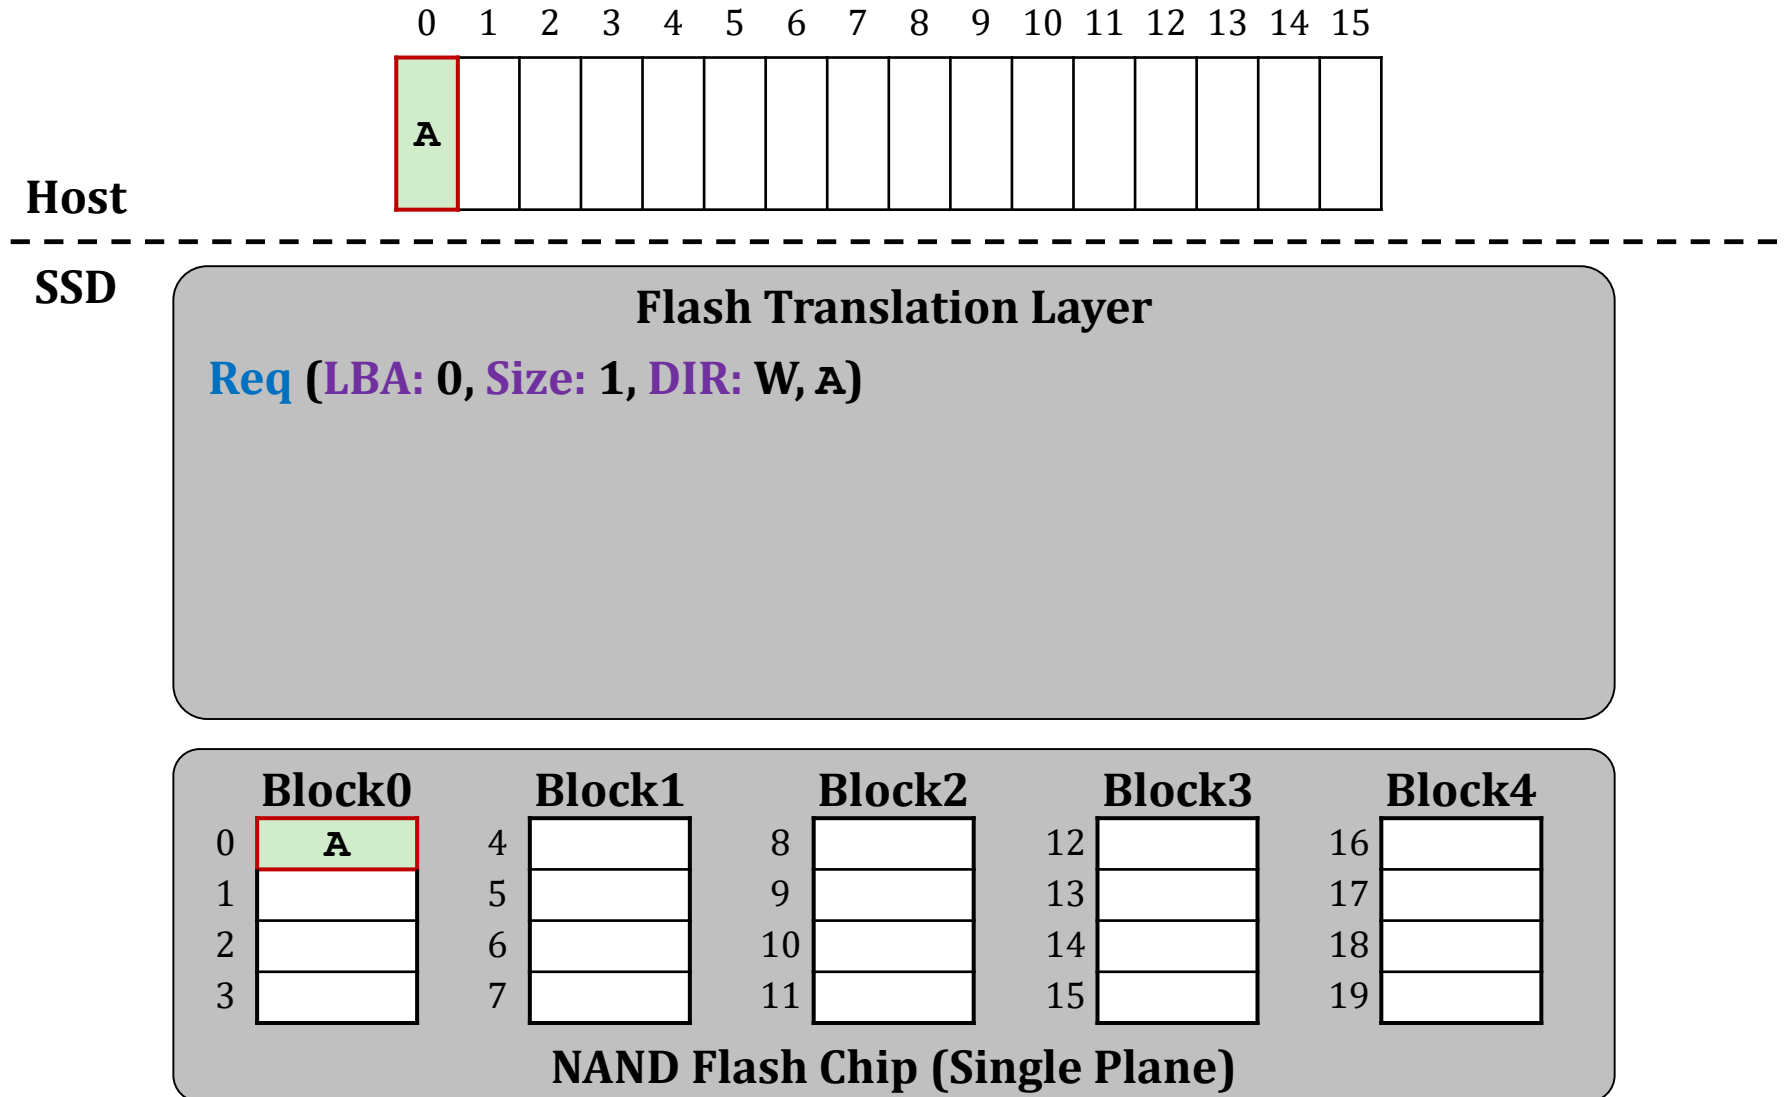 0 1 2 3 4 5 6 7 8 9 10 11 12 13 14 15
A
Host
SSD
Flash Translation Layer
Req (LBA: 0, Size: 1, DIR: W, A)
Block0 Block1 Block2 Block3 Block4
0 A 4 8 12 16
1 5 9 13 17
2 6 10 14 18
3 7 11 15 19
NAND Flash Chip (Single Plane)